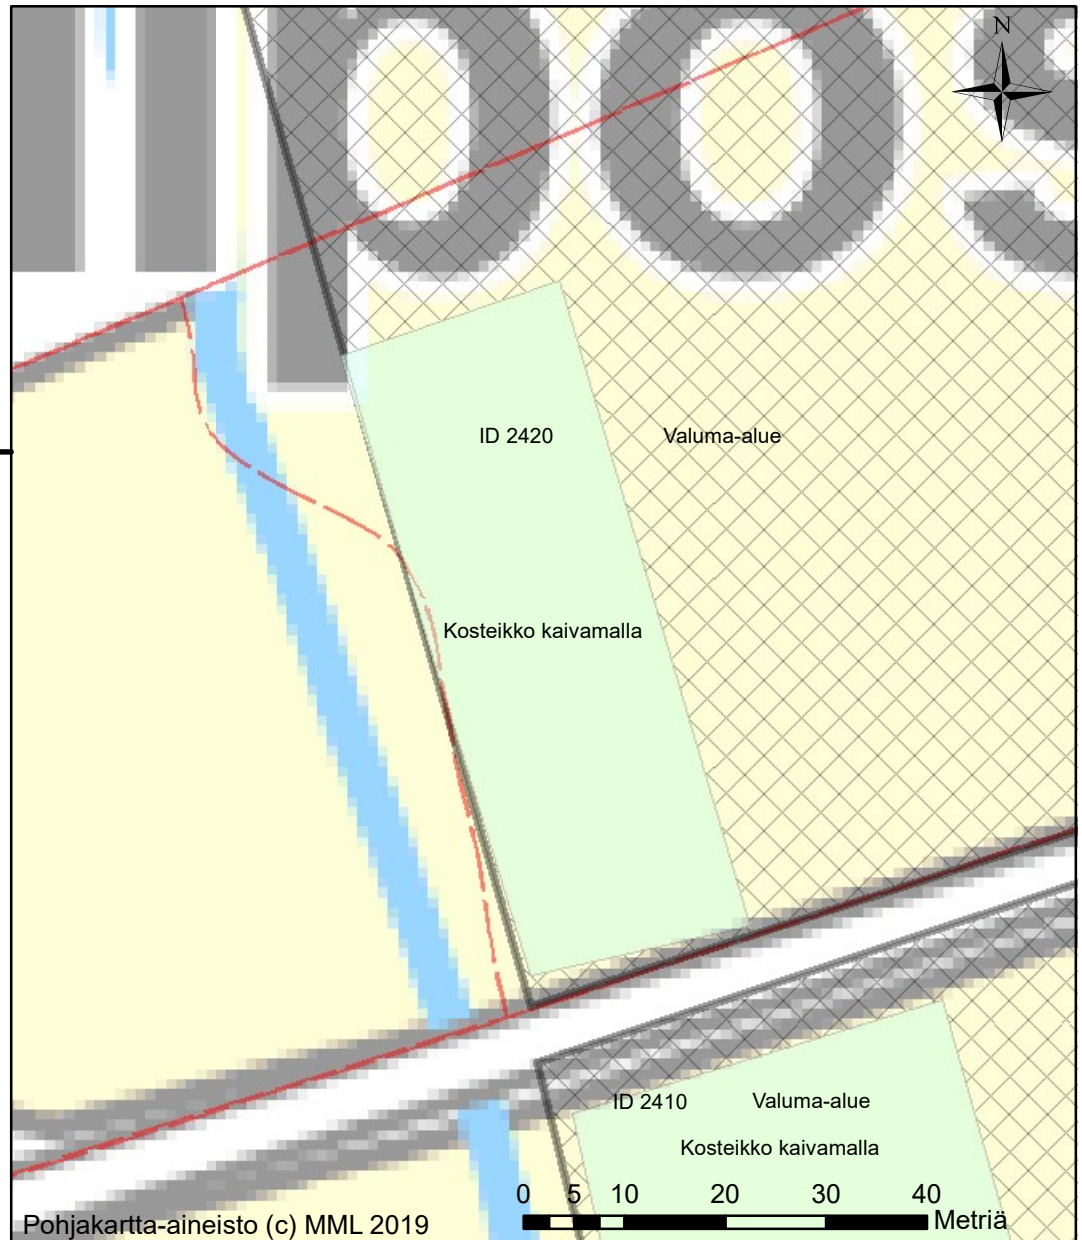 N
ID 2420 Valuma-alue
Kosteikko kaivamalla
ID 2410 Valuma-alue
Kosteikko kaivamalla
0 5 10 20 30 40
Metriä
Pohjakartta-aineisto (c) MML 2019